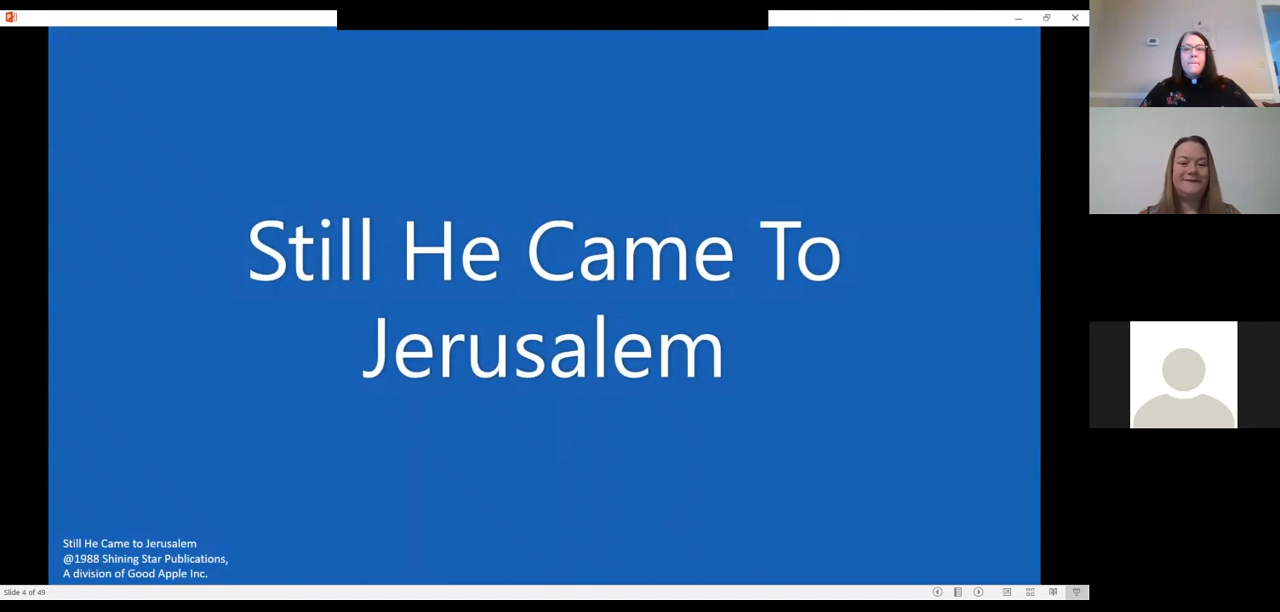 Still He Came To
Jerusalem
Still He Came to Jerusalem
@1988 Shining Star Publications,
A division of Good Apple Inc.
Slide 4 of 49